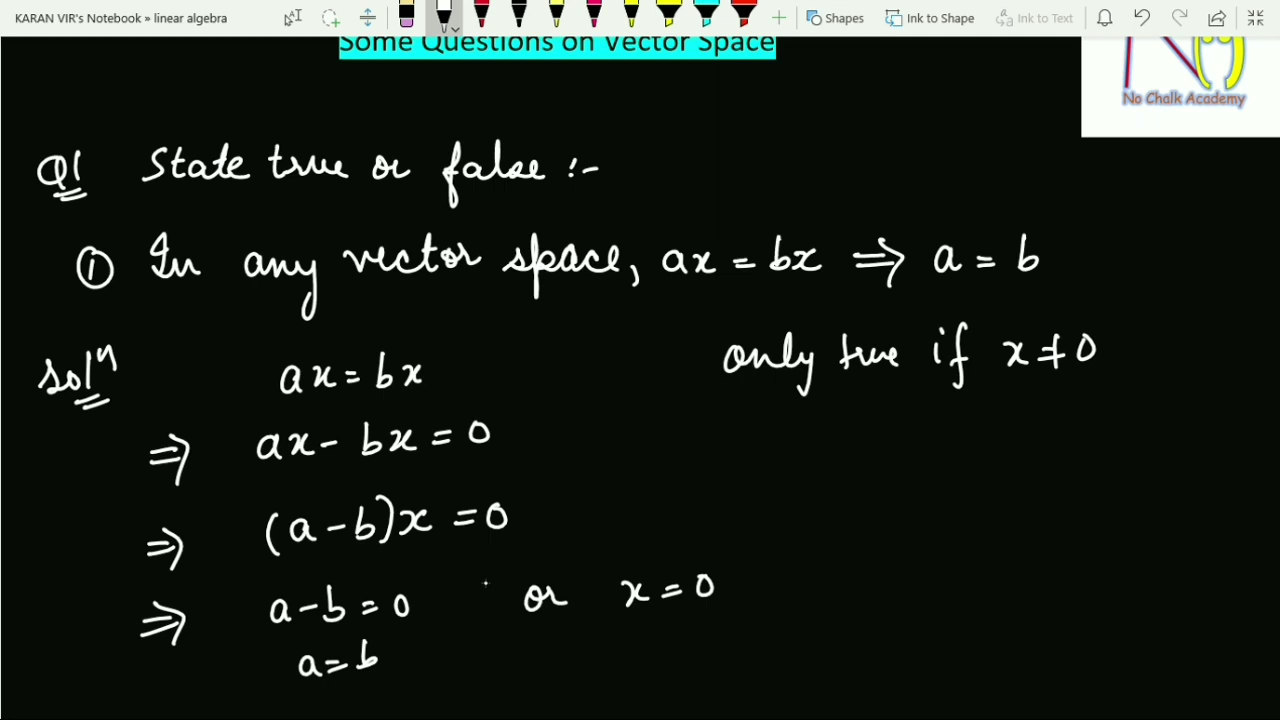 KARAN VIR's Notebook » linear algebra
Shapes
Ink to Shape
Ink to Text
Some Questions on Vector Space
No Chalk Academy
Q1 State true or false :-
① In any vector space, ax = bx ⇒ a = b
only true if x ≠ 0
Solⁿ ax = bx
⇒ ax - bx = 0
⇒ (a - b)x = 0
⇒ a - b = 0 or x = 0
a = b